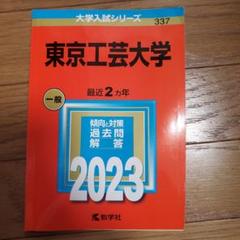 大学入試シリーズ
337
東京工芸大学
一般
最近2カ年
傾向と対策
過去問
解答
2023
教学社